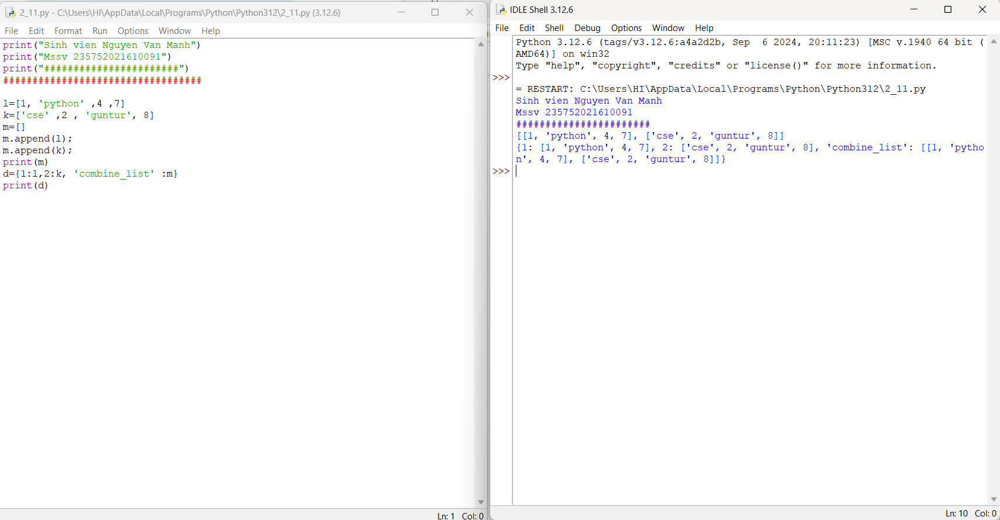 2_11.py - C:\Users\HI\AppData\Local\Programs\Python\Python312\2_11.py (3.12.6)
File Edit Format Run Options Window Help
print("Sinh vien Nguyen Van Manh")
print("Mssv 235752021610091")
print("#######################")
##################################
l=[1, 'python' ,4 ,7]
k=['cse' ,2 , 'guntur', 8]
m=[]
m.append(l);
m.append(k);
print(m)
d={1:l,2:k, 'combine_list' :m}
print(d)
Ln: 1 Col: 0
IDLE Shell 3.12.6
File Edit Shell Debug Options Window Help
Python 3.12.6 (tags/v3.12.6:a4a2d2b, Sep  6 2024, 20:11:23) [MSC v.1940 64 bit (
AMD64)] on win32
Type "help", "copyright", "credits" or "license()" for more information.
>>>
= RESTART: C:\Users\HI\AppData\Local\Programs\Python\Python312\2_11.py
Sinh vien Nguyen Van Manh
Mssv 235752021610091
#######################
[[1, 'python', 4, 7], ['cse', 2, 'guntur', 8]]
{1: [1, 'python', 4, 7], 2: ['cse', 2, 'guntur', 8], 'combine_list': [[1, 'pytho
n', 4, 7], ['cse', 2, 'guntur', 8]]}
>>>
Ln: 10 Col: 0